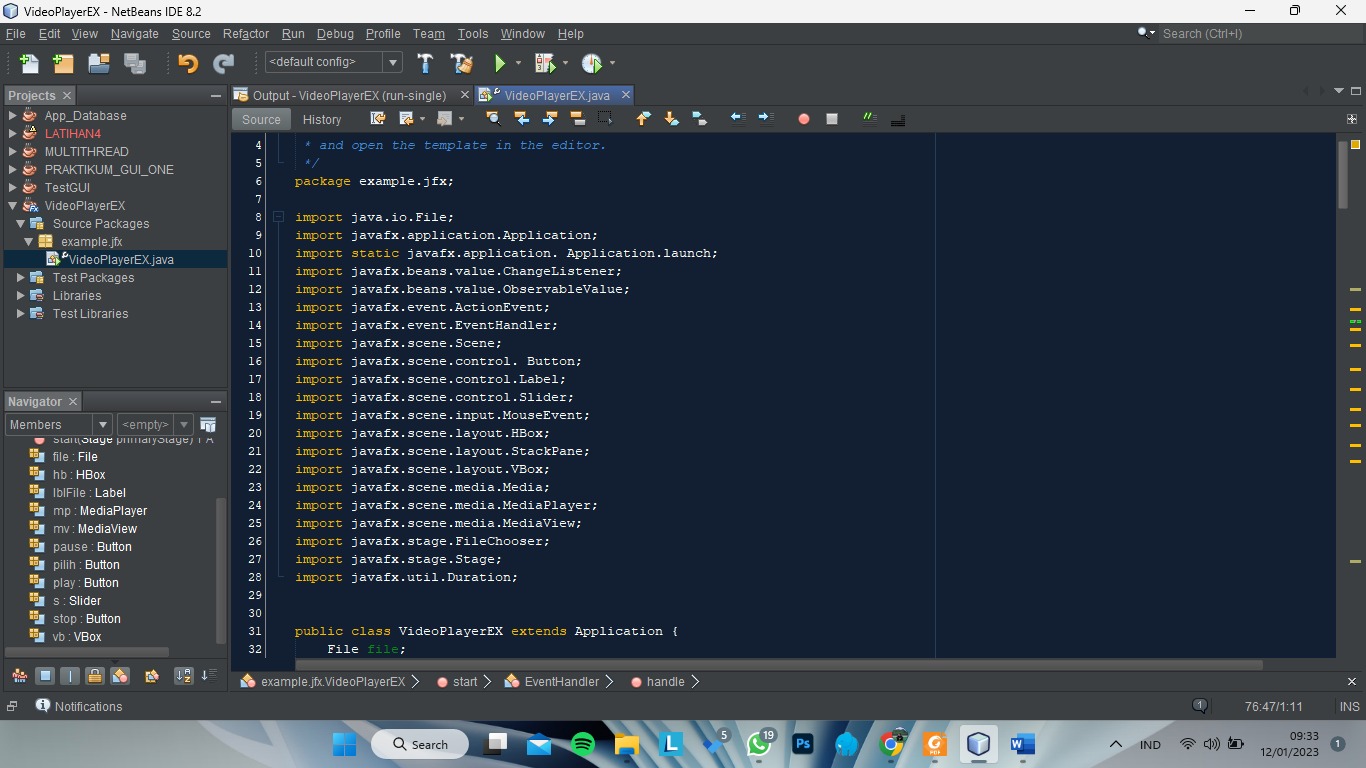 VideoPlayerEX - NetBeans IDE 8.2
File Edit View Navigate Source Refactor Run Debug Profile Team Tools Window Help
Search (Ctrl+I)
<default config>
Projects
Output - VideoPlayerEX (run-single)
VideoPlayerEX.java
Source History
App_Database
LATIHAN4
MULTITHREAD
PRAKTIKUM_GUI_ONE
TestGUI
VideoPlayerEX
Source Packages
example.jfx
VideoPlayerEX.java
Test Packages
Libraries
Test Libraries
Navigator
Members
<empty>
start(Stage primaryStage) ↑ A
file : File
hb : HBox
lblFile : Label
mp : MediaPlayer
mv : MediaView
pause : Button
pilih : Button
play : Button
s : Slider
stop : Button
vb : VBox
4 * and open the template in the editor.
5 */
6 package example.jfx;
7
8 import java.io.File;
9 import javafx.application.Application;
10 import static javafx.application. Application.launch;
11 import javafx.beans.value.ChangeListener;
12 import javafx.beans.value.ObservableValue;
13 import javafx.event.ActionEvent;
14 import javafx.event.EventHandler;
15 import javafx.scene.Scene;
16 import javafx.scene.control. Button;
17 import javafx.scene.control.Label;
18 import javafx.scene.control.Slider;
19 import javafx.scene.input.MouseEvent;
20 import javafx.scene.layout.HBox;
21 import javafx.scene.layout.StackPane;
22 import javafx.scene.layout.VBox;
23 import javafx.scene.media.Media;
24 import javafx.scene.media.MediaPlayer;
25 import javafx.scene.media.MediaView;
26 import javafx.stage.FileChooser;
27 import javafx.stage.Stage;
28 import javafx.util.Duration;
29
30
31 public class VideoPlayerEX extends Application {
32 File file;
example.jfx.VideoPlayerEX start EventHandler handle
Notifications
1
76:47/1:11
INS
Search
L
5
19
Ps
PDF
W
IND
09:33
12/01/2023
1